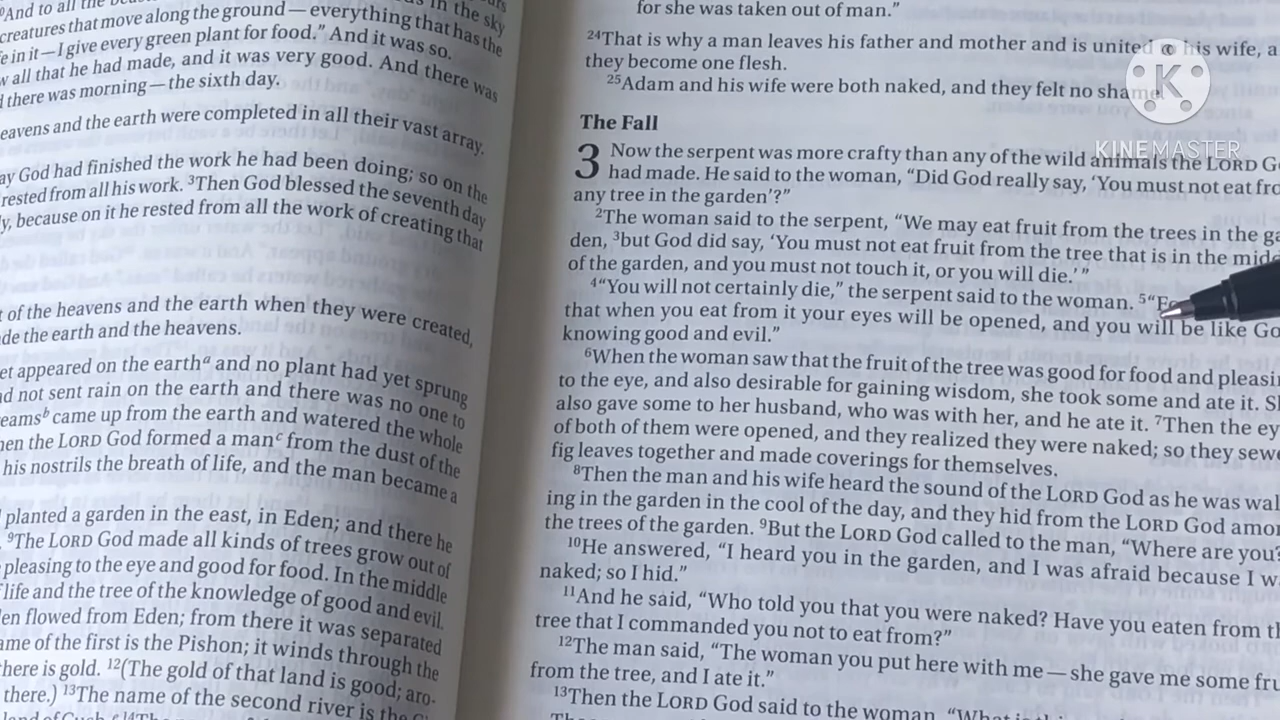 And to all the
creatures that move along the ground—everything that has the
e in it—I give every green plant for food.” And it was so.
all that he had made, and it was very good. And there was
there was morning—the sixth day.
eavens and the earth were completed in all their vast array.
ay God had finished the work he had been doing; so on the
rested from all his work. 3Then God blessed the seventh day
y, because on it he rested from all the work of creating that
of the heavens and the earth when they were created,
de the earth and the heavens.
et appeared on the eartha and no plant had yet sprung
d not sent rain on the earth and there was no one to
eamsb came up from the earth and watered the whole
hen the LORD God formed a manc from the dust of the
his nostrils the breath of life, and the man became a
planted a garden in the east, in Eden; and there he
9The LORD God made all kinds of trees grow out of
pleasing to the eye and good for food. In the middle
life and the tree of the knowledge of good and evil.
en flowed from Eden; from there it was separated
ame of the first is the Pishon; it winds through the
there is gold. 12(The gold of that land is good; aro-
there.) 13The name of the second river is the
for she was taken out of man.”
24That is why a man leaves his father and mother and is united his wife, a
they become one flesh.
25Adam and his wife were both naked, and they felt no shame
The Fall
3 Now the serpent was more crafty than any of the wild animals the LORD G
had made. He said to the woman, “Did God really say, ‘You must not eat fro
any tree in the garden’?”
2The woman said to the serpent, “We may eat fruit from the trees in the ga
den, 3but God did say, ‘You must not eat fruit from the tree that is in the mid
of the garden, and you must not touch it, or you will die.’”
4“You will not certainly die,” the serpent said to the woman. 5“Fo
that when you eat from it your eyes will be opened, and you will be like Go
knowing good and evil.”
6When the woman saw that the fruit of the tree was good for food and pleasi
to the eye, and also desirable for gaining wisdom, she took some and ate it. S
also gave some to her husband, who was with her, and he ate it. 7Then the ey
of both of them were opened, and they realized they were naked; so they sew
fig leaves together and made coverings for themselves.
8Then the man and his wife heard the sound of the LORD God as he was wal
ing in the garden in the cool of the day, and they hid from the LORD God amo
the trees of the garden. 9But the LORD God called to the man, “Where are you?
10He answered, “I heard you in the garden, and I was afraid because I w
naked; so I hid.”
11And he said, “Who told you that you were naked? Have you eaten from th
tree that I commanded you not to eat from?”
12The man said, “The woman you put here with me—she gave me some fru
from the tree, and I ate it.”
13Then the LORD God said to the woman, “What is
K
KINEMASTER